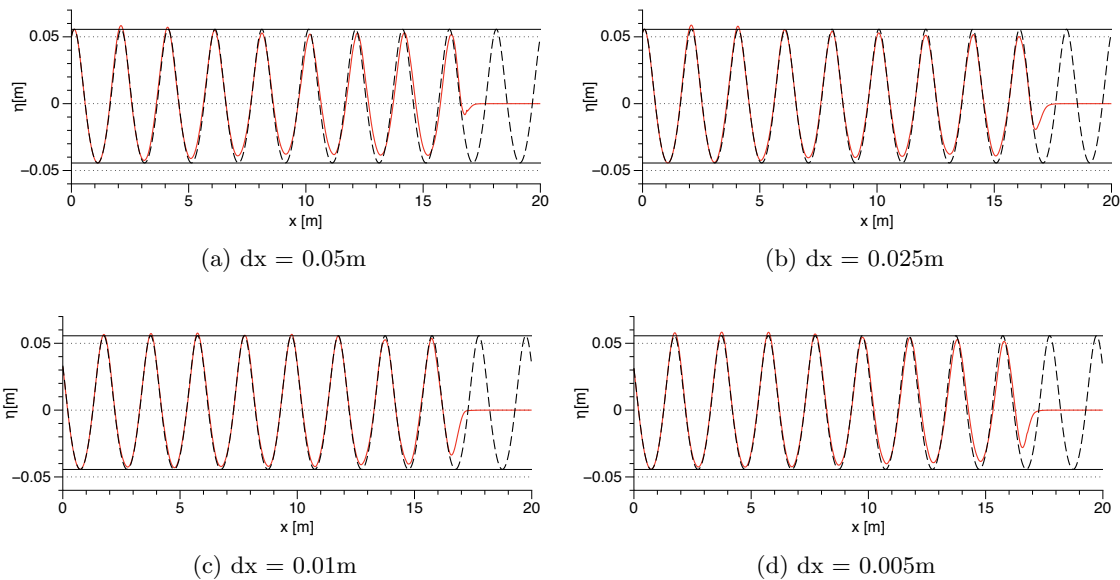 0.05
0
−0.05
η[m]
0 5 10 15 20
x [m]
(a) dx = 0.05m
0.05
0
−0.05
η[m]
0 5 10 15 20
x [m]
(b) dx = 0.025m
0.05
0
−0.05
η[m]
0 5 10 15 20
x [m]
(c) dx = 0.01m
0.05
0
−0.05
η[m]
0 5 10 15 20
x [m]
(d) dx = 0.005m